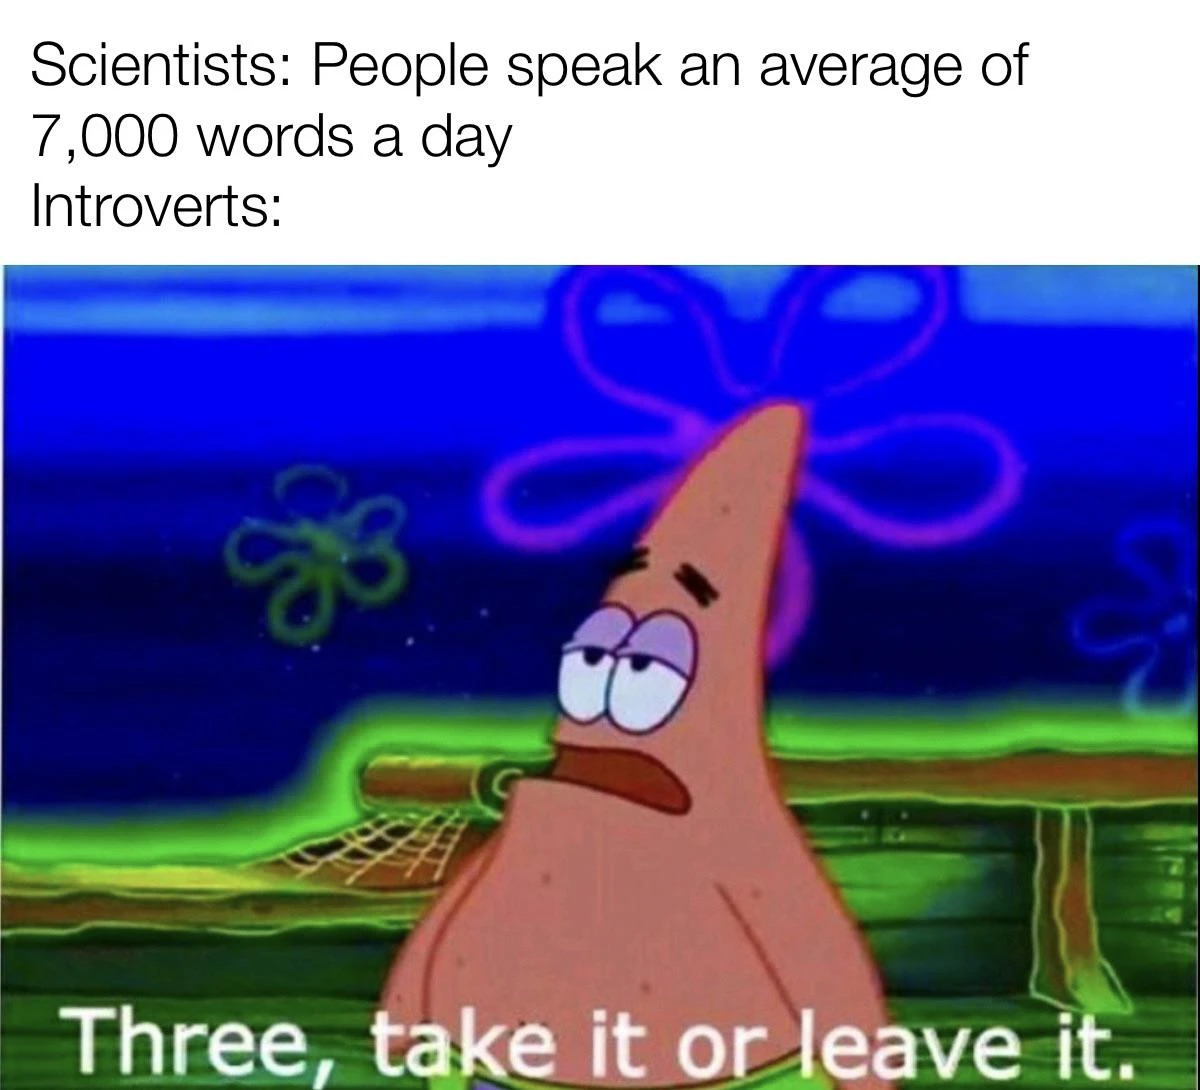 Scientists: People speak an average of
7,000 words a day
Introverts:
Three, take it or leave it.